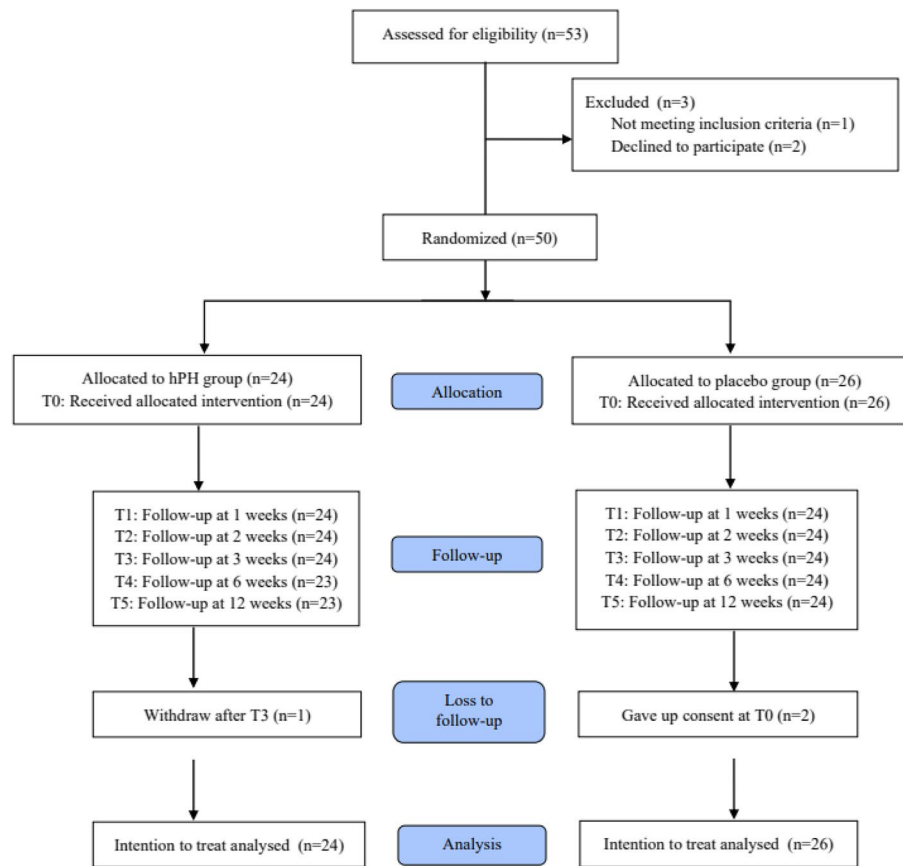 Assessed for eligibility (n=53)
Excluded (n=3)
Not meeting inclusion criteria (n=1)
Declined to participate (n=2)
Randomized (n=50)
Allocated to hPH group (n=24)
T0: Received allocated intervention (n=24)
Allocation
Allocated to placebo group (n=26)
T0: Received allocated intervention (n=26)
T1: Follow-up at 1 weeks (n=24)
T2: Follow-up at 2 weeks (n=24)
T3: Follow-up at 3 weeks (n=24)
T4: Follow-up at 6 weeks (n=23)
T5: Follow-up at 12 weeks (n=23)
Follow-up
T1: Follow-up at 1 weeks (n=24)
T2: Follow-up at 2 weeks (n=24)
T3: Follow-up at 3 weeks (n=24)
T4: Follow-up at 6 weeks (n=24)
T5: Follow-up at 12 weeks (n=24)
Withdraw after T3 (n=1)
Loss to
follow-up
Gave up consent at T0 (n=2)
Intention to treat analysed (n=24)
Analysis
Intention to treat analysed (n=26)